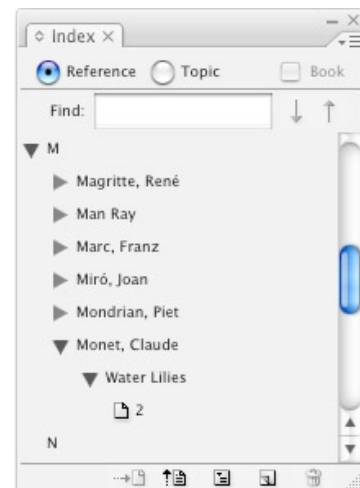 Index
Reference Topic Book
Find:
M
Magritte, René
Man Ray
Marc, Franz
Miró, Joan
Mondrian, Piet
Monet, Claude
Water Lilies
2
N